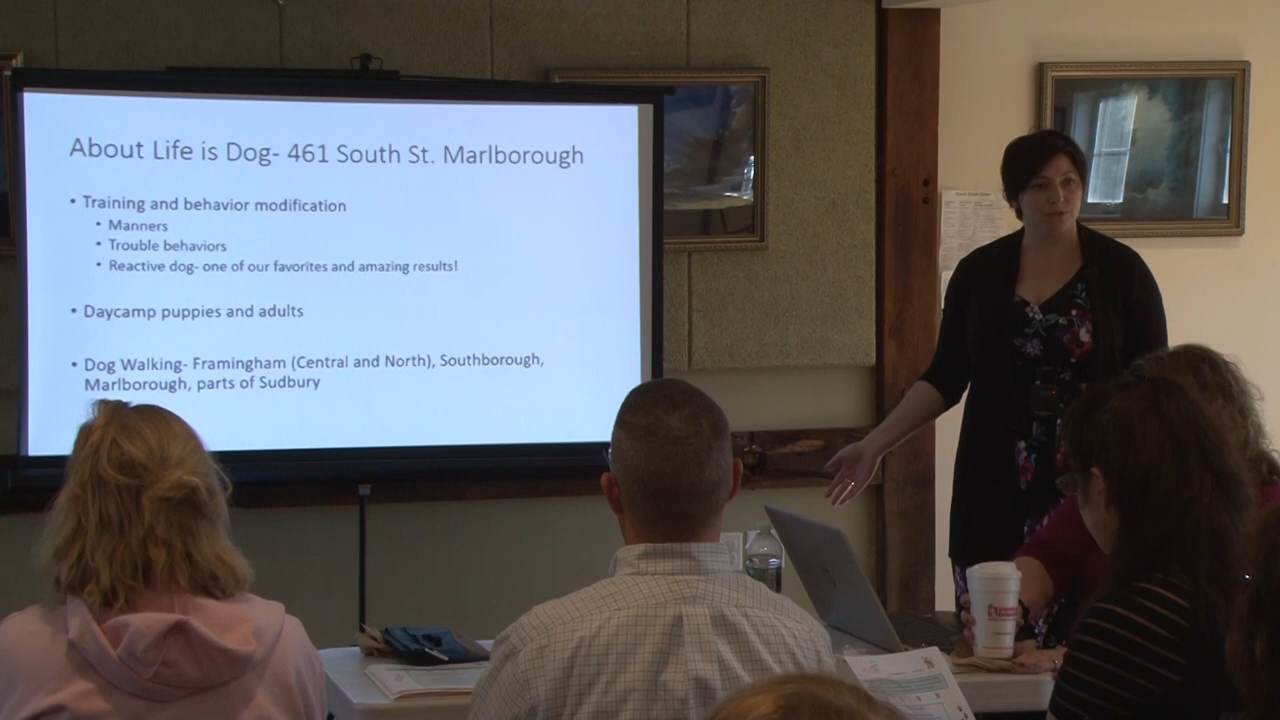 About Life is Dog- 461 South St. Marlborough
• Training and behavior modification
• Manners
• Trouble behaviors
• Reactive dog- one of our favorites and amazing results!
• Daycamp puppies and adults
• Dog Walking- Framingham (Central and North), Southborough,
Marlborough, parts of Sudbury